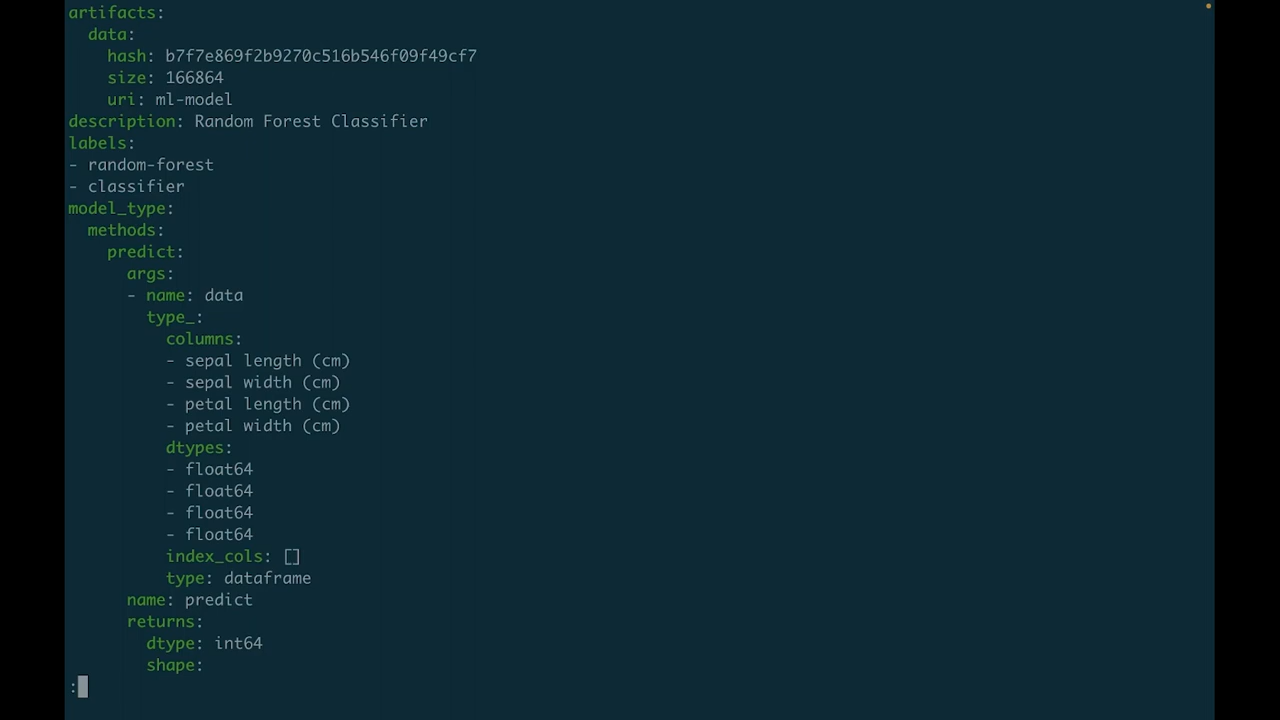 artifacts:
  data:
    hash: b7f7e869f2b9270c516b546f09f49cf7
    size: 166864
    uri: ml-model
description: Random Forest Classifier
labels:
- random-forest
- classifier
model_type:
  methods:
    predict:
      args:
      - name: data
        type_:
          columns:
          - sepal length (cm)
          - sepal width (cm)
          - petal length (cm)
          - petal width (cm)
          dtypes:
          - float64
          - float64
          - float64
          - float64
          index_cols: []
          type: dataframe
      name: predict
      returns:
        dtype: int64
        shape:
: